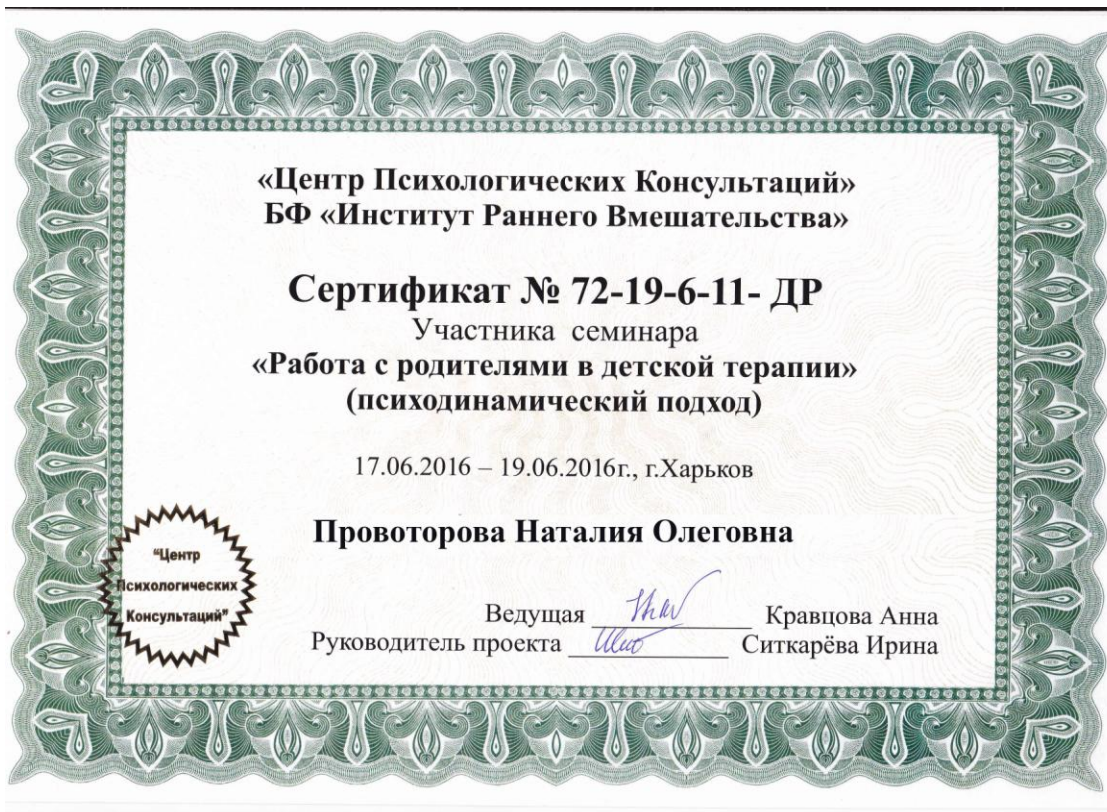 «Центр Психологических Консультаций»
БФ «Институт Раннего Вмешательства»
Сертификат № 72-19-6-11- ДР
Участника семинара
«Работа с родителями в детской терапии»
(психодинамический подход)
17.06.2016 – 19.06.2016г., г.Харьков
Провоторова Наталия Олеговна
"Центр
Психологических
Консультаций"
Ведущая Кравцова Анна
Руководитель проекта Ситкарёва Ирина